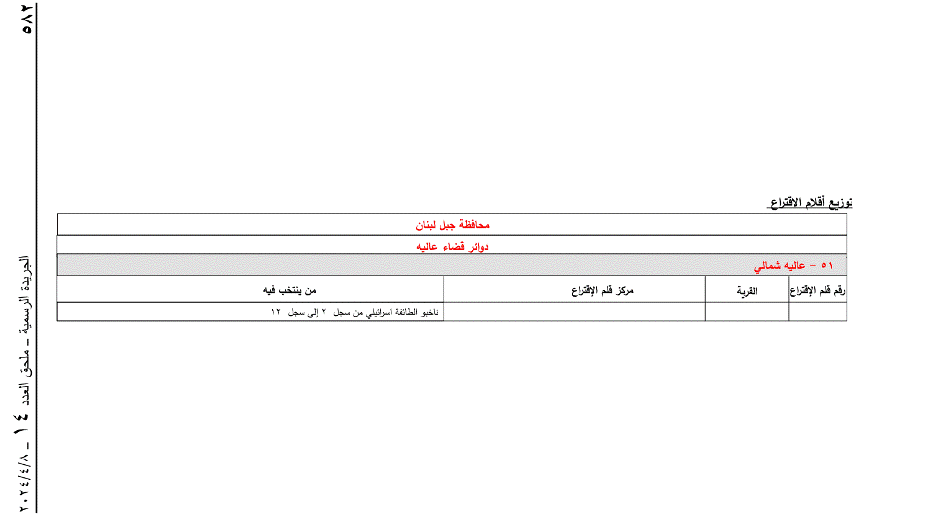 ٥٨٢
الجريدة الرسمية – ملحق العدد ١٤ – ٢٠٢٤/٤/٨
توزيع أقلام الاقتراع
محافظة جبل لبنان
دوائر قضاء عاليه
٥١ - عاليه شمالي
رقم قلم الإقتراع القرية مركز قلم الإقتراع من ينتخب فيه
ناخبو الطائفة اسرائيلي من سجل ٢ إلى سجل ١٢